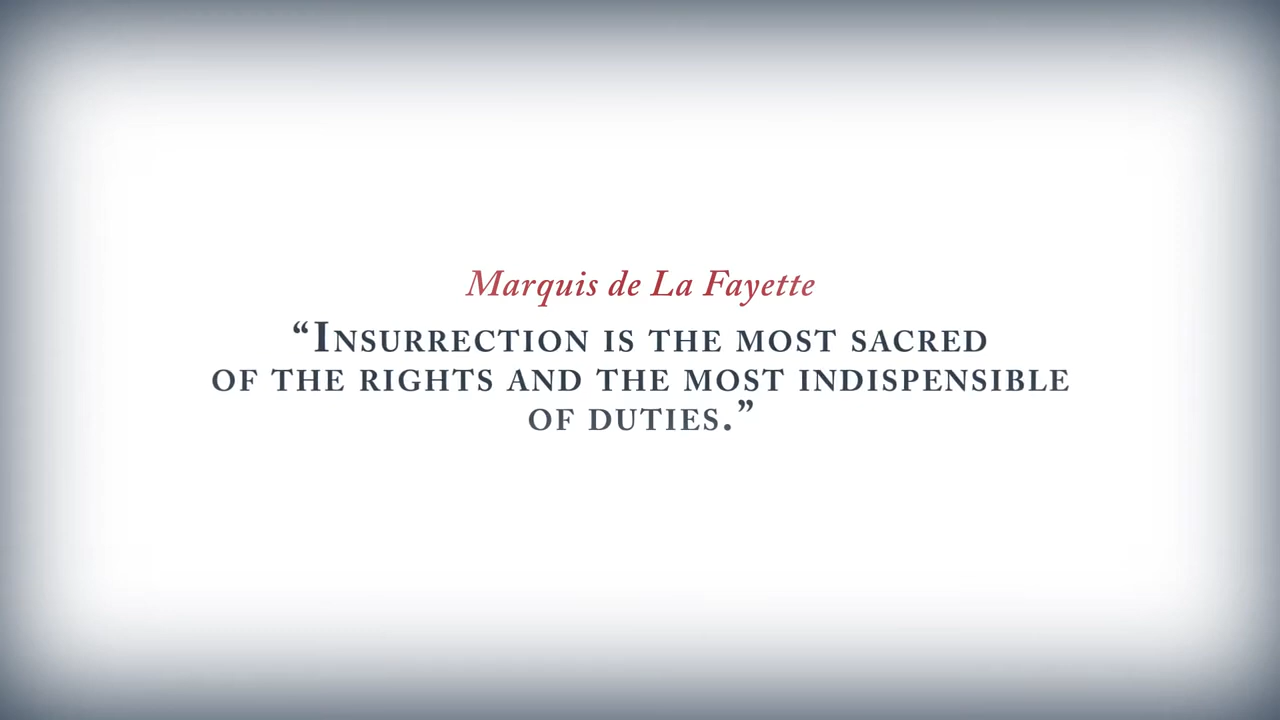 Marquis de La Fayette
“Insurrection is the most sacred
of the rights and the most indispensible
of duties.”